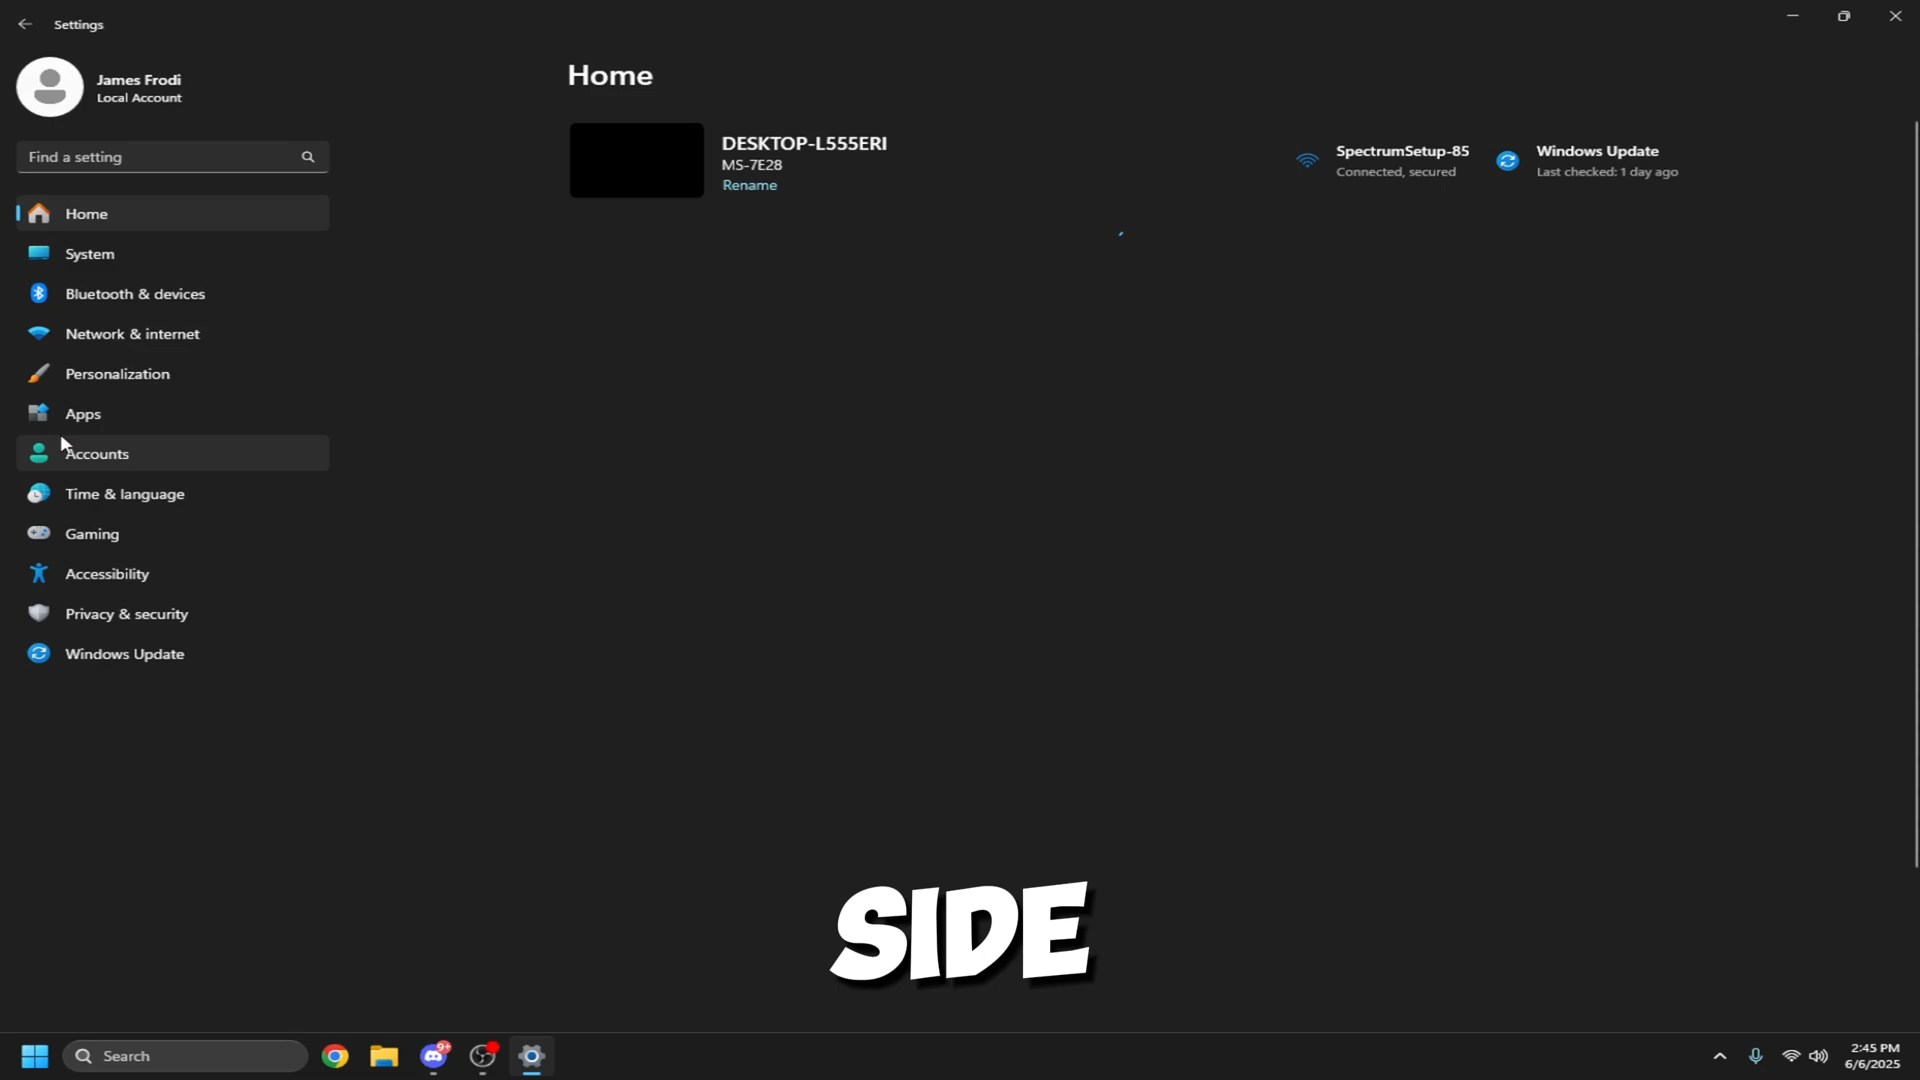 Settings
James Frodi
Local Account
Find a setting
Home
System
Bluetooth & devices
Network & internet
Personalization
Apps
Accounts
Time & language
Gaming
Accessibility
Privacy & security
Windows Update
Home
DESKTOP-L555ERI
MS-7E28
Rename
SpectrumSetup-85
Connected, secured
Windows Update
Last checked: 1 day ago
SIDE
Search
9+
2:45 PM
6/6/2025